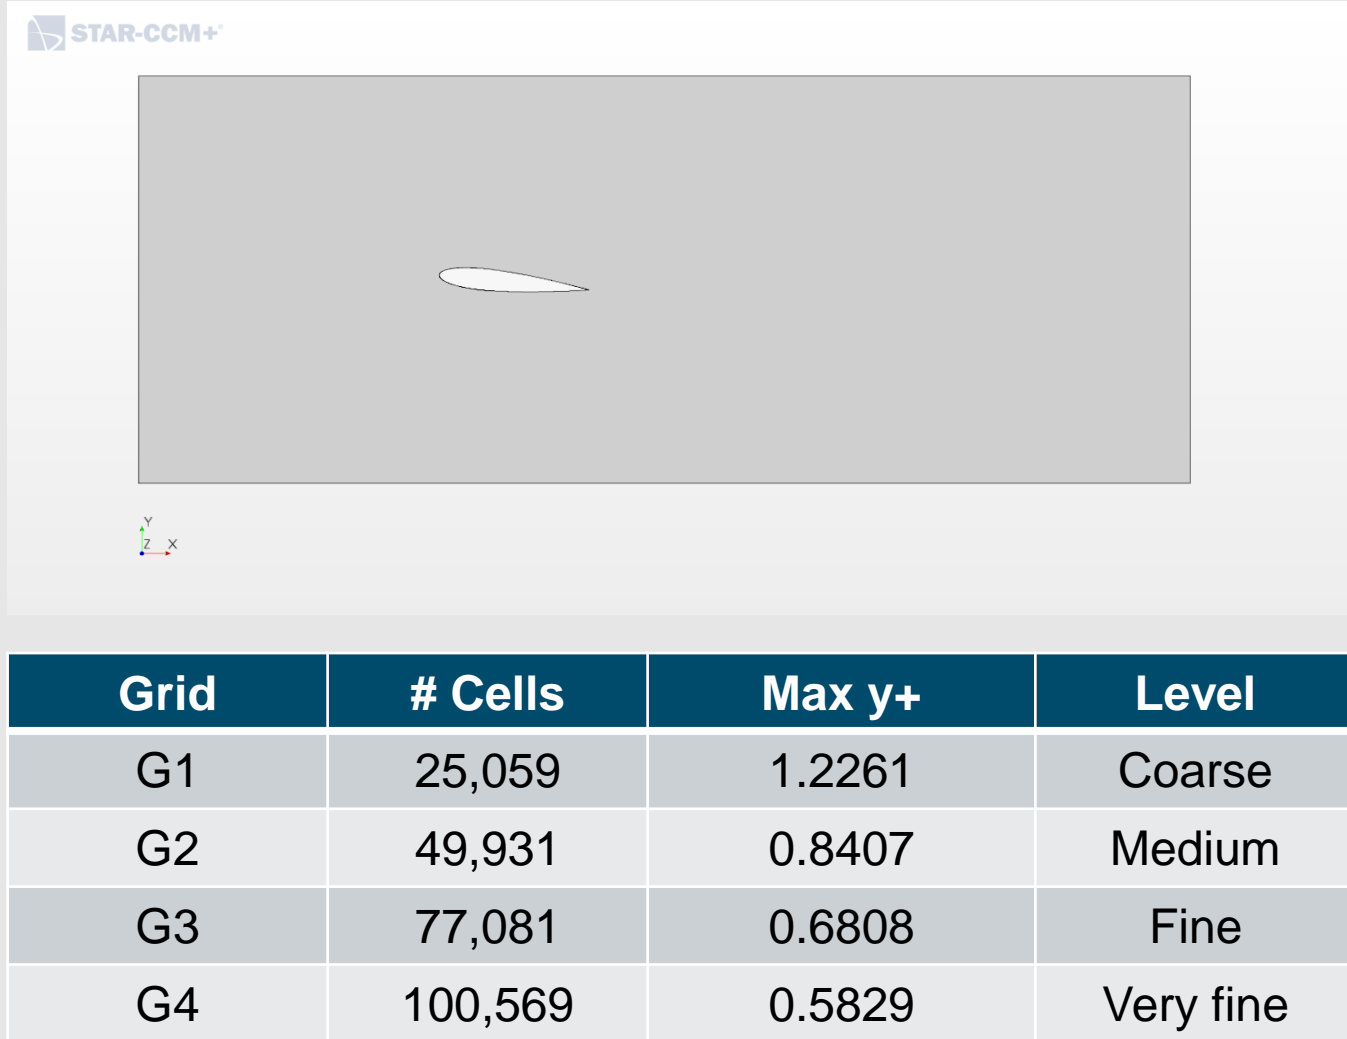 STAR-CCM+
Y
Z X
Grid # Cells Max y+ Level
G1 25,059 1.2261 Coarse
G2 49,931 0.8407 Medium
G3 77,081 0.6808 Fine
G4 100,569 0.5829 Very fine